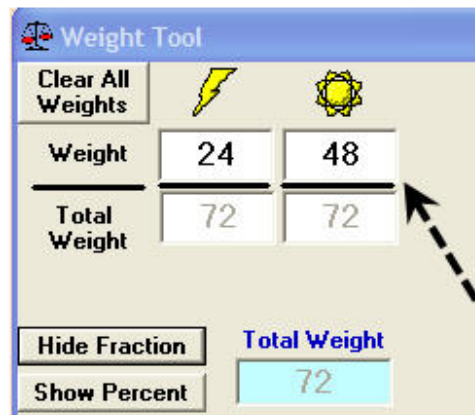 Weight Tool
Clear All
Weights
Weight 24 48
Total
Weight
72 72
Hide Fraction
Total Weight
Show Percent
72